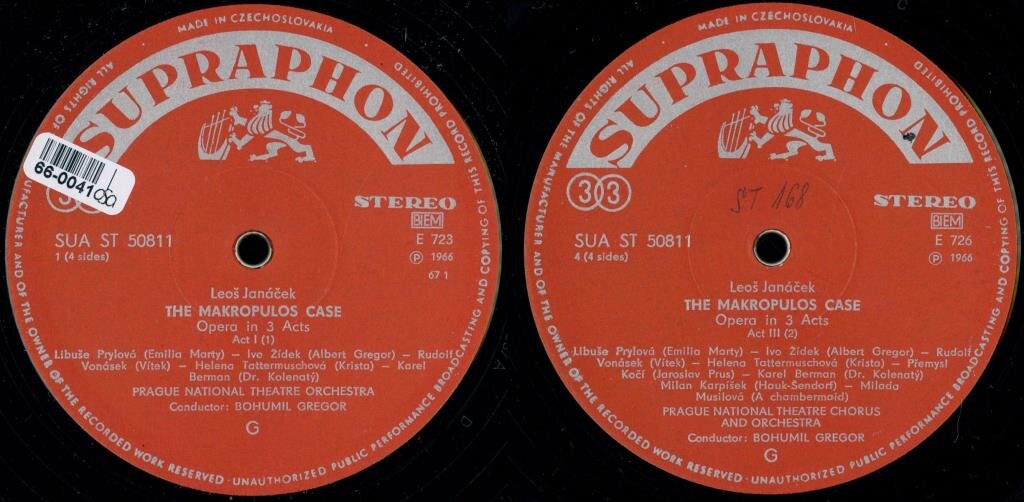 MADE IN CZECHOSLOVAKIA
ALL RIGHTS OF
UFACTURER AND OF THE OWNER OF THE RECORDED WORK RESERVED · UNAUTHORIZED PUBLIC PERFORMANCE BROADCASTING AND COPYING OF THIS RECORD PROHIBITED
SUPRAPHON
66-0041
STEREO
BIEM
SUA ST 50811
E 723
1 (4 sides)
Ⓟ 1966
67 1
Leoš Janáček
THE MAKROPULOS CASE
Opera in 3 Acts
Act I (1)
Libuše Prylová (Emilia Marty) – Ivo Žídek (Albert Gregor) – Rudolf
Vonásek (Vítek) – Helena Tattermuschová (Krista) – Karel
Berman (Dr. Kolenatý)
PRAGUE NATIONAL THEATRE ORCHESTRA
Conductor: BOHUMIL GREGOR
G
MADE IN CZECHOSLOVAKIA
ALL RIGHTS OF THE MANUFACTURER AND OF THE OWNER OF THE RECORDED WORK RESERVED · UNAUTHORIZED PUBLIC PERFORMANCE BROADCASTING AND COPYING OF THIS RECORD PROHIBITED
SUPRAPHON
33
ST 168
STEREO
BIEM
SUA ST 50811
E 726
4 (4 sides)
Ⓟ 1966
Leoš Janáček
THE MAKROPULOS CASE
Opera in 3 Acts
Act III (2)
Libuše Prylová (Emilia Marty) – Ivo Žídek (Albert Gregor) – Rudolf
Vonásek (Vítek) – Helena Tattermuschová (Krista) – Přemysl
Kočí (Jaroslav Prus) – Karel Berman (Dr. Kolenatý)
Milan Karpíšek (Hauk-Šendorf) – Milada
Musilová (A chambermaid)
PRAGUE NATIONAL THEATRE CHORUS
AND ORCHESTRA
Conductor: BOHUMIL GREGOR
G